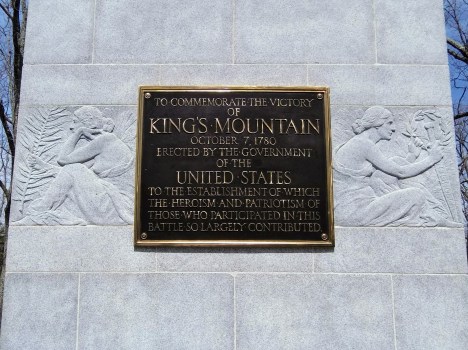 TO COMMEMORATE THE VICTORY
OF
KING'S MOUNTAIN
OCTOBER 7, 1780
ERECTED BY THE GOVERNMENT
OF THE
UNITED STATES
TO THE ESTABLISHMENT OF WHICH
THE HEROISM AND PATRIOTISM OF
THOSE WHO PARTICIPATED IN THIS
BATTLE SO LARGELY CONTRIBUTED.